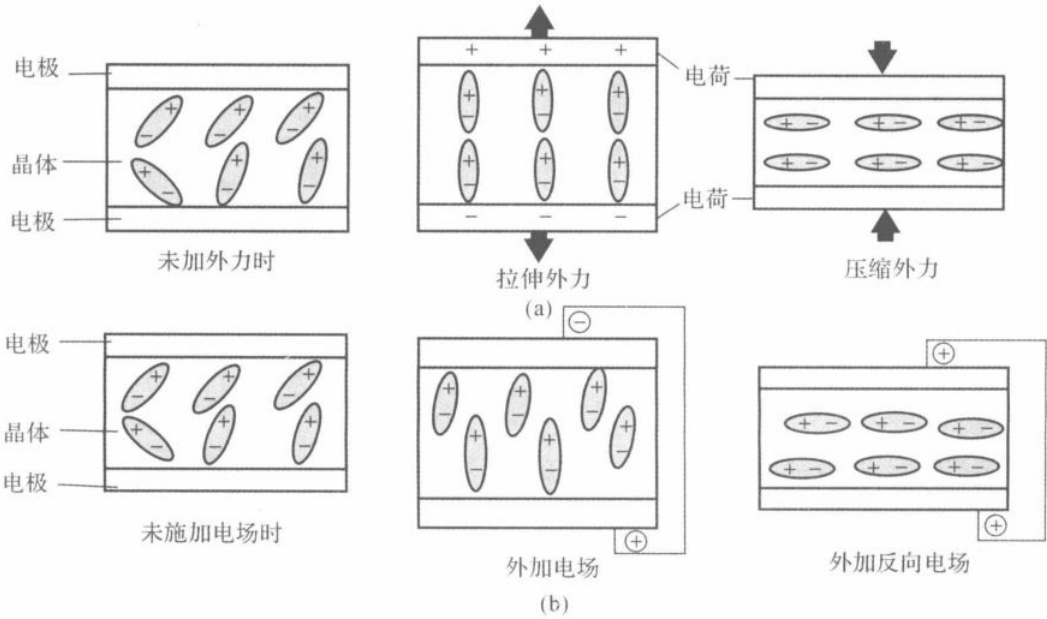 电极
晶体
电极
未加外力时
+ + +
- - -
拉伸外力
电荷
电荷
压缩外力
(a)
电极
晶体
电极
未施加电场时
⊖
⊕
外加电场
⊕
⊕
外加反向电场
(b)